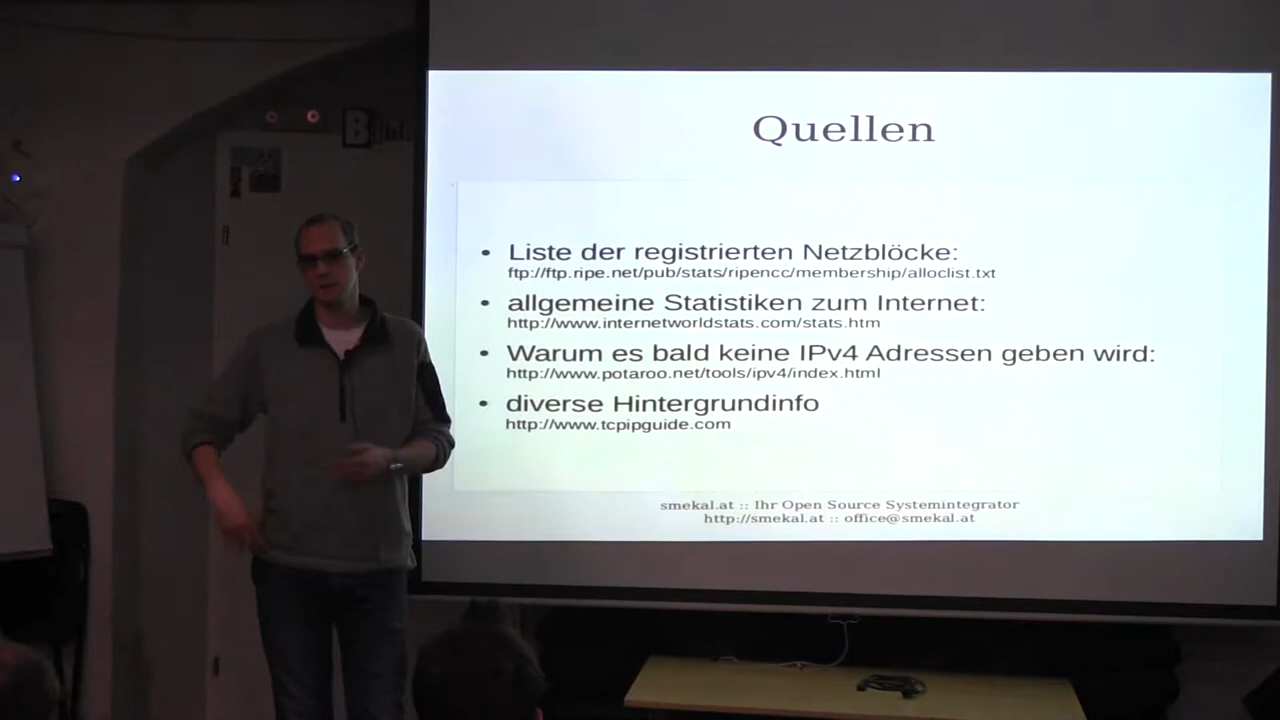 Quellen
• Liste der registrierten Netzblöcke:
ftp://ftp.ripe.net/pub/stats/ripencc/membership/alloclist.txt
• allgemeine Statistiken zum Internet:
http://www.internetworldstats.com/stats.htm
• Warum es bald keine IPv4 Adressen geben wird:
http://www.potaroo.net/tools/ipv4/index.html
• diverse Hintergrundinfo
http://www.tcpipguide.com
smekal.at :: Ihr Open Source Systemintegrator
http://smekal.at :: office@smekal.at